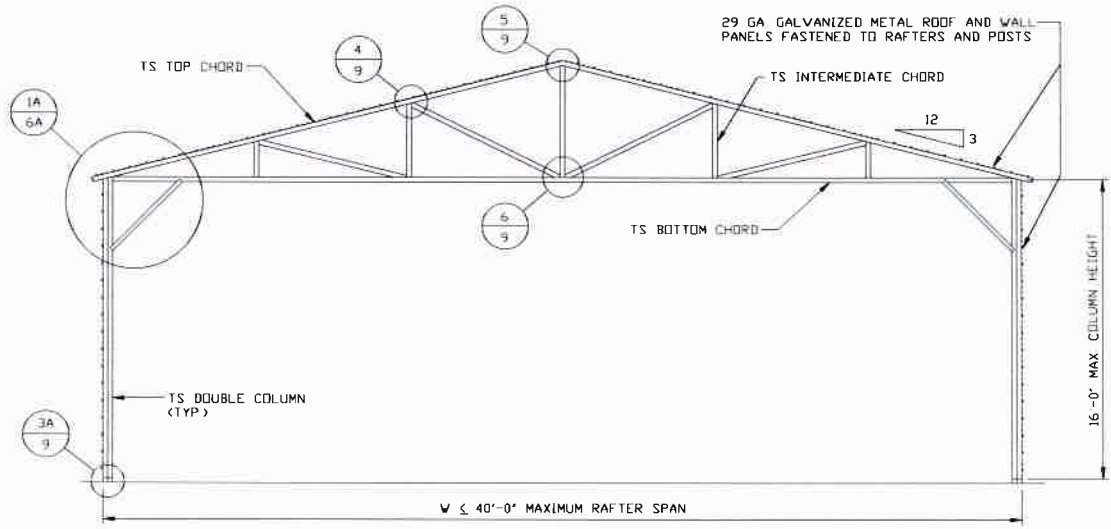 5
9
29 GA GALVANIZED METAL ROOF AND WALL
PANELS FASTENED TO RAFTERS AND POSTS
4
9
TS TOP CHORD
TS INTERMEDIATE CHORD
1A
6A
12
3
6
9
TS BOTTOM CHORD
16'-0" MAX COLUMN HEIGHT
TS DOUBLE COLUMN
(TYP)
3A
9
W ≤ 40'-0" MAXIMUM RAFTER SPAN